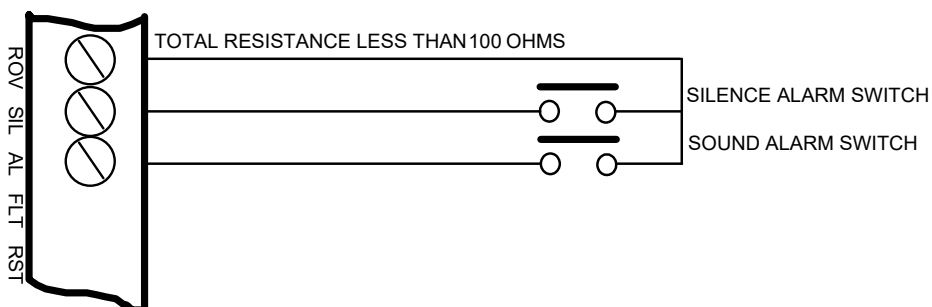 TOTAL RESISTANCE LESS THAN 100 OHMS
ROV SIL AL FLT RST
SILENCE ALARM SWITCH
SOUND ALARM SWITCH